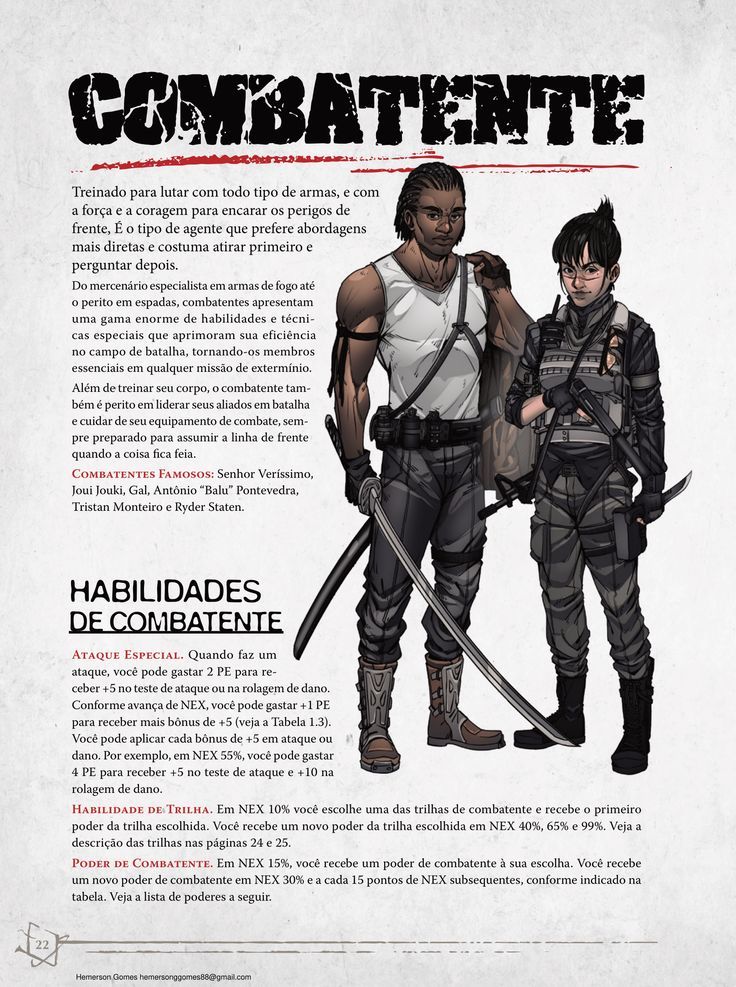 COMBATENTE
Treinado para lutar com todo tipo de armas, e com
a força e a coragem para encarar os perigos de
frente, É o tipo de agente que prefere abordagens
mais diretas e costuma atirar primeiro e
perguntar depois.
Do mercenário especialista em armas de fogo até
o perito em espadas, combatentes apresentam
uma gama enorme de habilidades e técni-
cas especiais que aprimoram sua eficiência
no campo de batalha, tornando-os membros
essenciais em qualquer missão de extermínio.
Além de treinar seu corpo, o combatente tam-
bém é perito em liderar seus aliados em batalha
e cuidar de seu equipamento de combate, sem-
pre preparado para assumir a linha de frente
quando a coisa fica feia.
Combatentes Famosos: Senhor Veríssimo,
Joui Jouki, Gal, Antônio “Balu” Pontevedra,
Tristan Monteiro e Ryder Staten.
HABILIDADES
DE COMBATENTE
Ataque Especial. Quando faz um
ataque, você pode gastar 2 PE para re-
ceber +5 no teste de ataque ou na rolagem de dano.
Conforme avança de NEX, você pode gastar +1 PE
para receber mais bônus de +5 (veja a Tabela 1.3).
Você pode aplicar cada bônus de +5 em ataque ou
dano. Por exemplo, em NEX 55%, você pode gastar
4 PE para receber +5 no teste de ataque e +10 na
rolagem de dano.
Habilidade de Trilha. Em NEX 10% você escolhe uma das trilhas de combatente e recebe o primeiro
poder da trilha escolhida. Você recebe um novo poder da trilha escolhida em NEX 40%, 65% e 99%. Veja a
descrição das trilhas nas páginas 24 e 25.
Poder de Combatente. Em NEX 15%, você recebe um poder de combatente à sua escolha. Você recebe
um novo poder de combatente em NEX 30% e a cada 15 pontos de NEX subsequentes, conforme indicado na
tabela. Veja a lista de poderes a seguir.
22
Hemerson Gomes hemersonggomes88@gmail.com